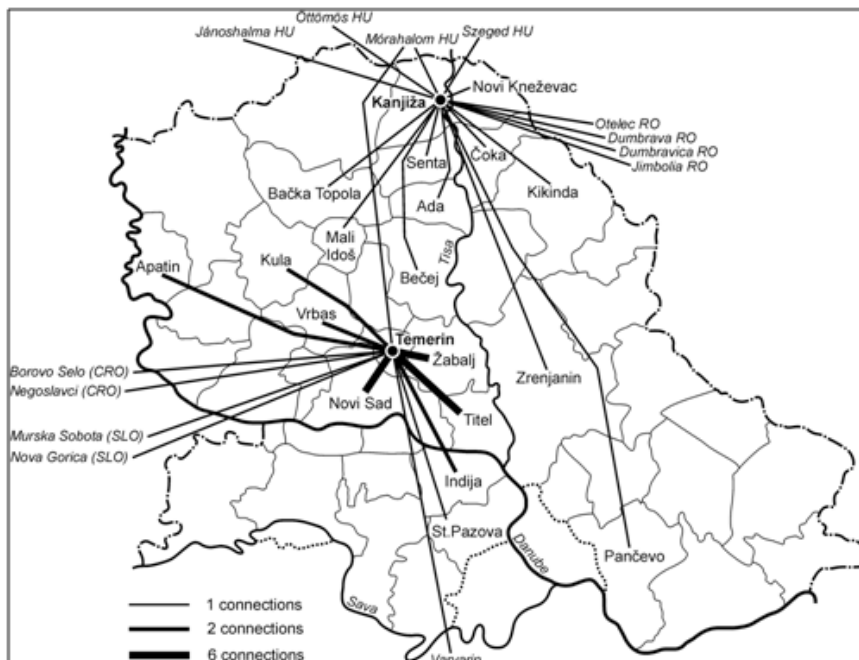 Öttömös HU
Jánoshalma HU
Mórahalom HU
Szeged HU
Novi Kneževac
Kanjiža
Otelec RO
Dumbrava RO
Dumbravica RO
Jimbolia RO
Čoka
Senta
Kikinda
Bačka Topola
Ada
Mali
Idoš
Tisa
Apatin
Kula
Bečej
Vrbas
Temerin
Žabalj
Borovo Selo (CRO)
Zrenjanin
Negoslavci (CRO)
Novi Sad
Titel
Murska Sobota (SLO)
Nova Gorica (SLO)
Indija
St.Pazova
Danube
Pančevo
Sava
1 connections
2 connections
6 connections
Varvarin